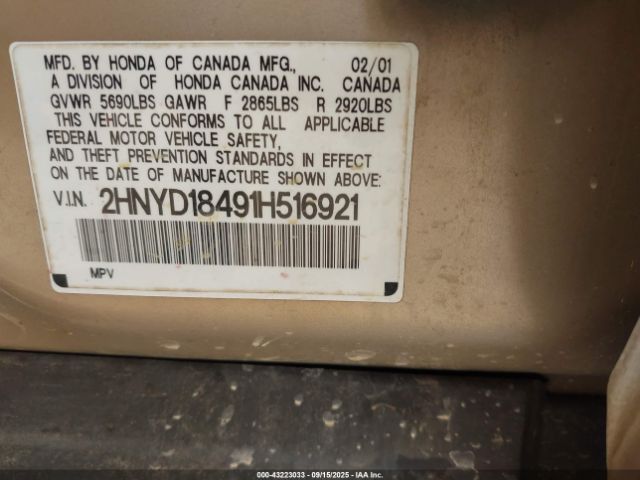 MFD. BY HONDA OF CANADA MFG., 02/01
A DIVISION OF HONDA CANADA INC. CANADA
GVWR 5690LBS GAWR F 2865LBS R 2920LBS
THIS VEHICLE CONFORMS TO ALL APPLICABLE
FEDERAL MOTOR VEHICLE SAFETY,
AND THEFT PREVENTION STANDARDS IN EFFECT
ON THE DATE OF MANUFACTURE SHOWN ABOVE:
V.I.N. 2HNYD18491H516921
MPV
000-43223033 - 09/15/2025 - IAA Inc.